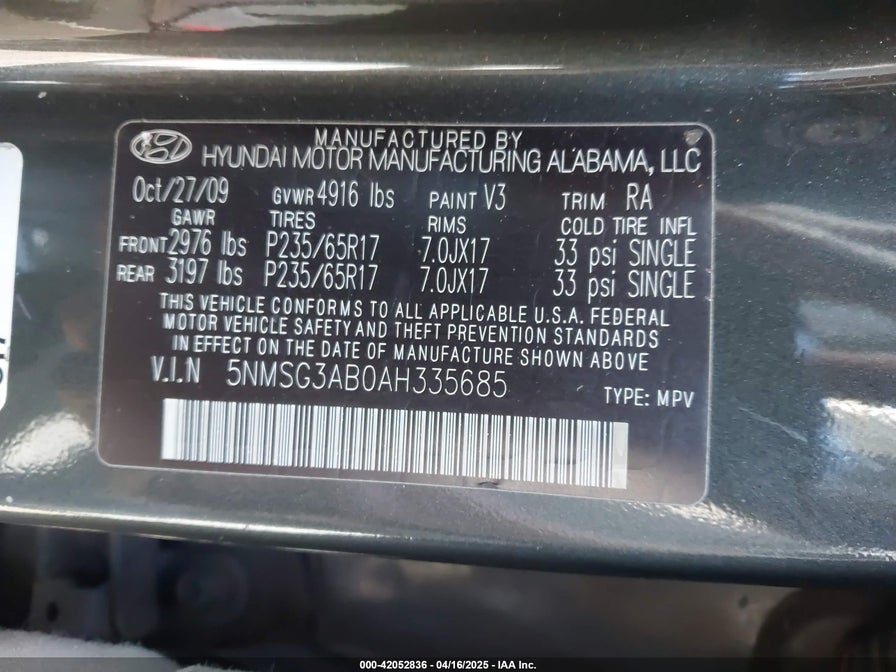 MANUFACTURED BY
HYUNDAI MOTOR MANUFACTURING ALABAMA, LLC
Oct/27/09 GVWR 4916 lbs PAINT V3 TRIM RA
GAWR TIRES RIMS COLD TIRE INFL
FRONT 2976 lbs P235/65R17 7.0JX17 33 psi SINGLE
REAR 3197 lbs P235/65R17 7.0JX17 33 psi SINGLE
THIS VEHICLE CONFORMS TO ALL APPLICABLE U.S.A. FEDERAL
MOTOR VEHICLE SAFETY AND THEFT PREVENTION STANDARDS
IN EFFECT ON THE DATE OF MANUFACTURE SHOWN ABOVE
V.I.N 5NMSG3AB0AH335685 TYPE: MPV
000-42052836 - 04/16/2025 - IAA Inc.